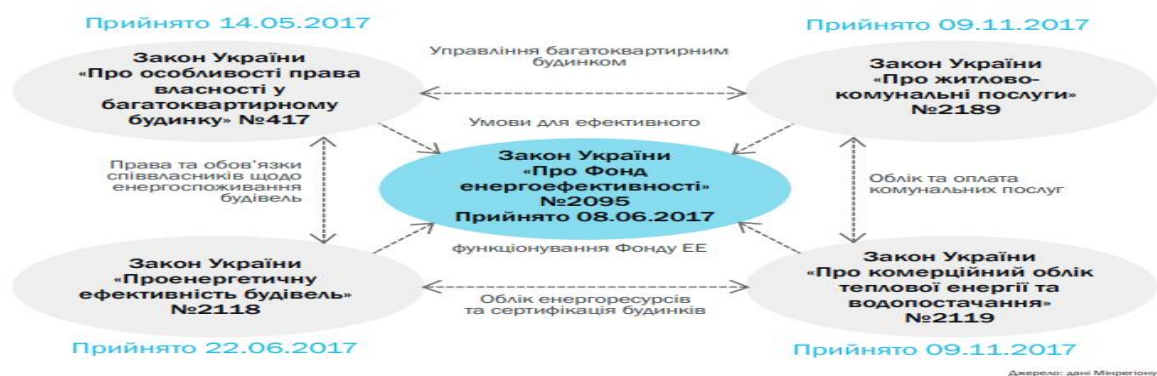 Прийнято 14.05.2017
Прийнято 09.11.2017
Закон України
«Про особливості права
власності у
багатоквартирному
будинку» №417
Управління багатоквартирним
будинком
Закон України
«Про житлово-
комунальні послуги»
№2189
Умови для ефективного
Права та обов’язки
співвласників щодо
енергоспоживання
будівель
Закон України
«Про Фонд
енергоефективності»
№2095
Прийнято 08.06.2017
Облік та оплата
комунальних послуг
функціонування Фонду ЕЕ
Закон України
«Проенергетичну
ефективність будівель»
№2118
Облік енергоресурсів
та сертифікація будинків
Закон України
«Про комерційний облік
теплової енергії та
водопостачання»
№2119
Прийнято 22.06.2017
Прийнято 09.11.2017
Джерело: дані Мінрегіону